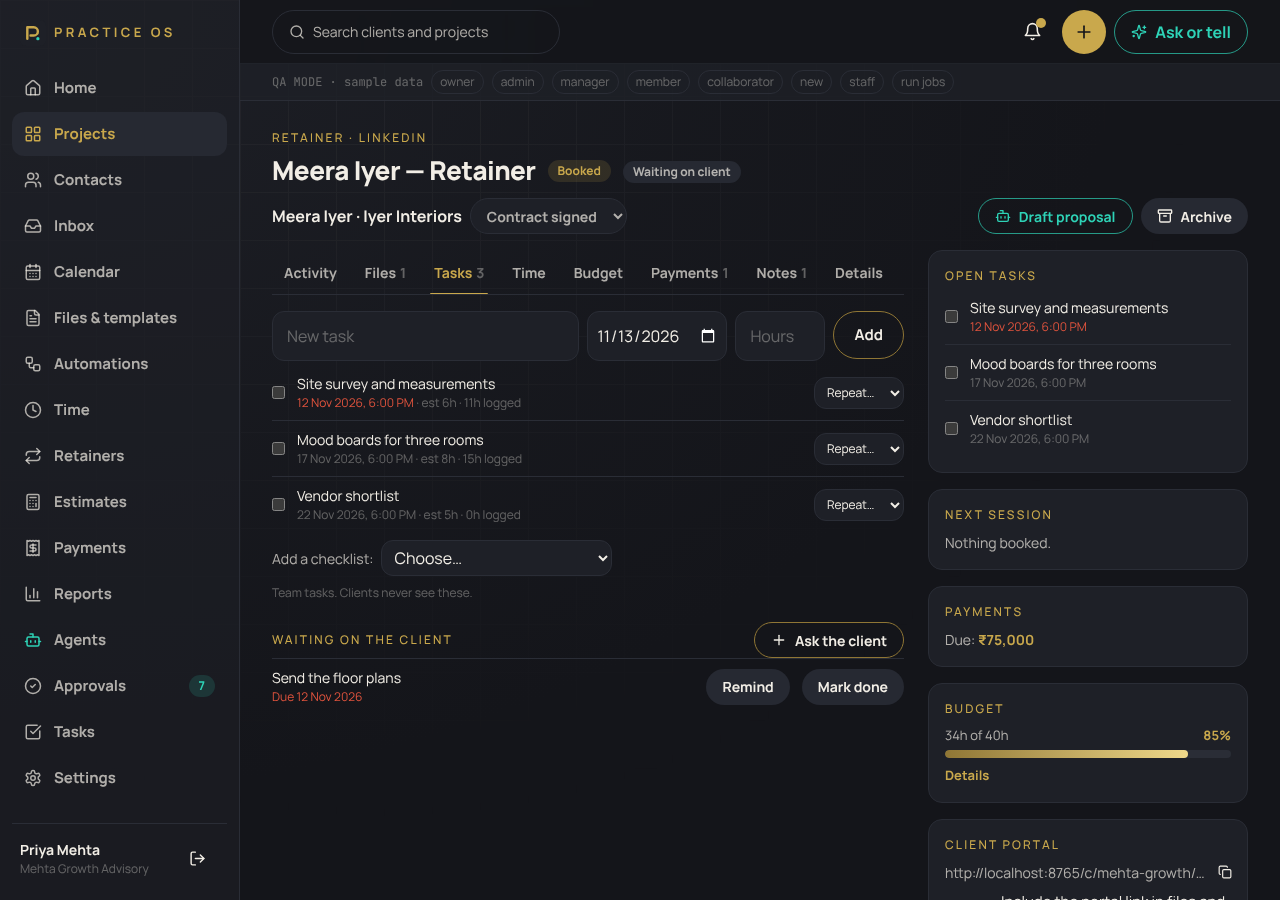 PRACTICE OS
Home
Projects
Contacts
Inbox
Calendar
Files & templates
Automations
Time
Retainers
Estimates
Payments
Reports
Agents
Approvals 7
Tasks
Settings
Priya Mehta
Mehta Growth Advisory
Search clients and projects
Ask or tell
QA MODE · sample data owner admin manager member collaborator new staff run jobs
RETAINER · LINKEDIN
Meera Iyer — Retainer Booked Waiting on client
Meera Iyer · Iyer Interiors Contract signed
Draft proposal Archive
Activity Files 1 Tasks 3 Time Budget Payments 1 Notes 1 Details
New task 11/13/2026 Hours Add
Site survey and measurements
12 Nov 2026, 6:00 PM · est 6h · 11h logged
Repeat…
Mood boards for three rooms
17 Nov 2026, 6:00 PM · est 8h · 15h logged
Repeat…
Vendor shortlist
22 Nov 2026, 6:00 PM · est 5h · 0h logged
Repeat…
Add a checklist: Choose…
Team tasks. Clients never see these.
WAITING ON THE CLIENT
Ask the client
Send the floor plans
Due 12 Nov 2026
Remind Mark done
OPEN TASKS
Site survey and measurements
12 Nov 2026, 6:00 PM
Mood boards for three rooms
17 Nov 2026, 6:00 PM
Vendor shortlist
22 Nov 2026, 6:00 PM
NEXT SESSION
Nothing booked.
PAYMENTS
Due: ₹75,000
BUDGET
34h of 40h 85%
Details
CLIENT PORTAL
http://localhost:8765/c/mehta-growth/…
Include the portal link in files and